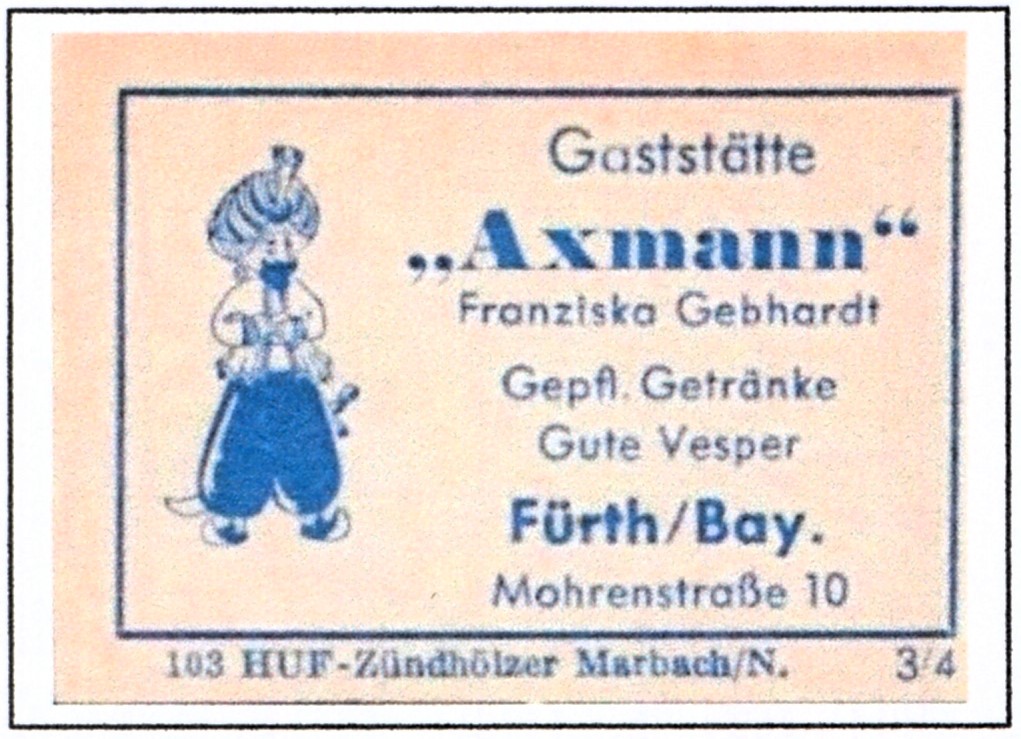 Gaststätte
„Axmann“
Franziska Gebhardt
Gepfl. Getränke
Gute Vesper
Fürth/Bay.
Mohrenstraße 10
103 HUF-Zündhölzer Marbach/N. 3/4